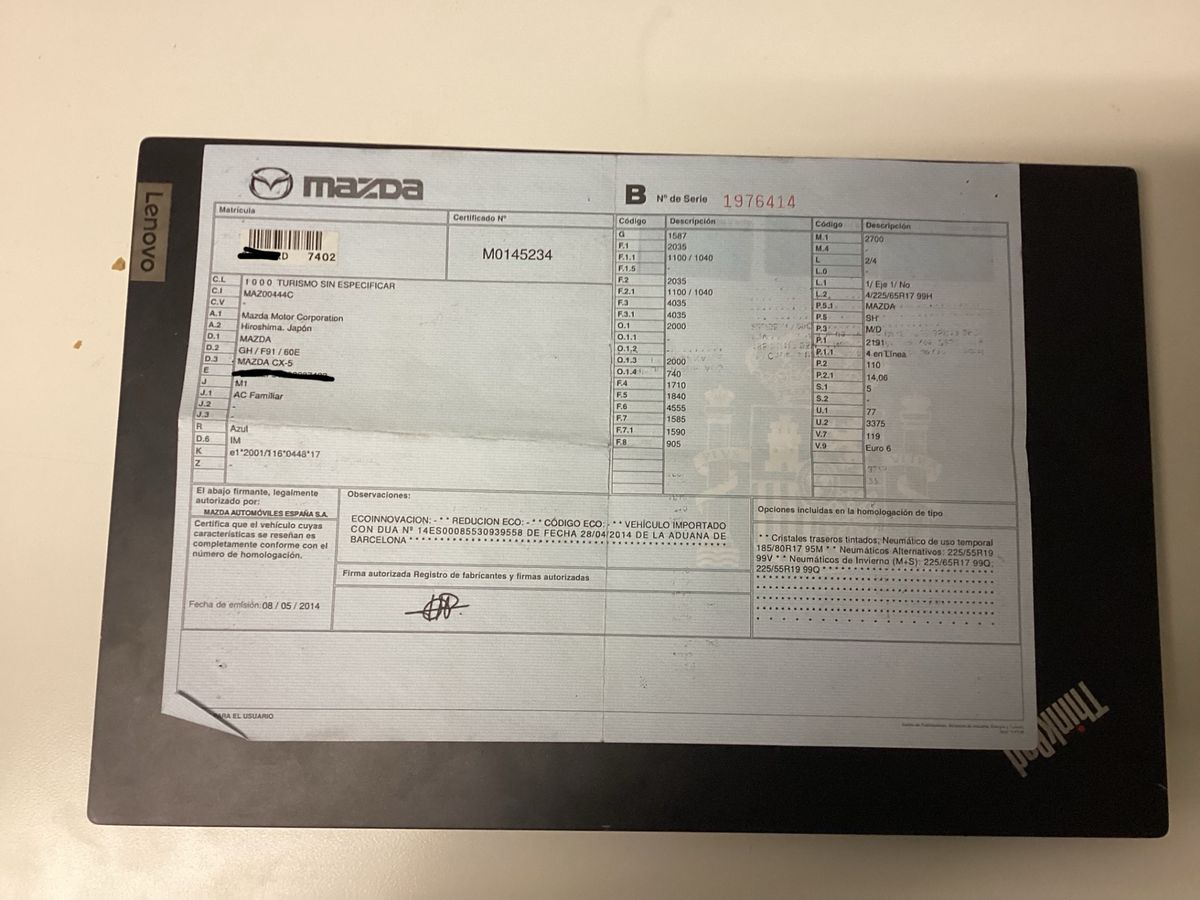 Lenovo
mazda
B Nº de Serie 1976414
Matrícula
Certificado Nº
D 7402
M0145234
C.L 1000 TURISMO SIN ESPECIFICAR
C.I MAZ00444C
C.V -
A.1 Mazda Motor Corporation
A.2 Hiroshima. Japón
D.1 MAZDA
D.2 GH / F91 / 60E
D.3 MAZDA CX-5
E
J M1
J.1 AC Familiar
J.2 -
J.3 -
R Azul
D.6 IM
K e1*2001/116*0448*17
Z -
Código Descripción
G 1587
F.1 2035
F.1.1 1100 / 1040
F.1.5 -
F.2 2035
F.2.1 1100 / 1040
F.3 4035
F.3.1 4035
O.1 2000
O.1.1 -
O.1.2 -
O.1.3 2000
O.1.4 740
F.4 1710
F.5 1840
F.6 4555
F.7 1585
F.7.1 1590
F.8 905
Código Descripción
M.1 2700
M.4 -
L 2/4
L.0 -
L.1 1/ Eje 1/ No
L.2 4/225/65R17 99H
P.5.1 MAZDA
P.5 SH
P.3 M/D
P.1 2191
P.1.1 4 en Línea
P.2 110
P.2.1 14,06
S.1 5
S.2 -
U.1 77
U.2 3375
V.7 119
V.9 Euro 6
El abajo firmante, legalmente
autorizado por:
MAZDA AUTOMÓVILES ESPAÑA S.A.
Certifica que el vehículo cuyas
características se reseñan es
completamente conforme con el
número de homologación.
Fecha de emisión: 08 / 05 / 2014
Observaciones:
ECOINNOVACION: - * * REDUCION ECO: - * * CÓDIGO ECO: - * * VEHÍCULO IMPORTADO
CON DUA Nº 14ES00085530939558 DE FECHA 28/04/2014 DE LA ADUANA DE
BARCELONA
Firma autorizada Registro de fabricantes y firmas autorizadas
Opciones incluidas en la homologación de tipo
* * Cristales traseros tintados; Neumático de uso temporal
185/80R17 95M * * Neumáticos Alternativos: 225/55R19
99V * * Neumáticos de Invierno (M+S): 225/65R17 99Q;
225/55R19 99Q
PARA EL USUARIO
ThinkPad